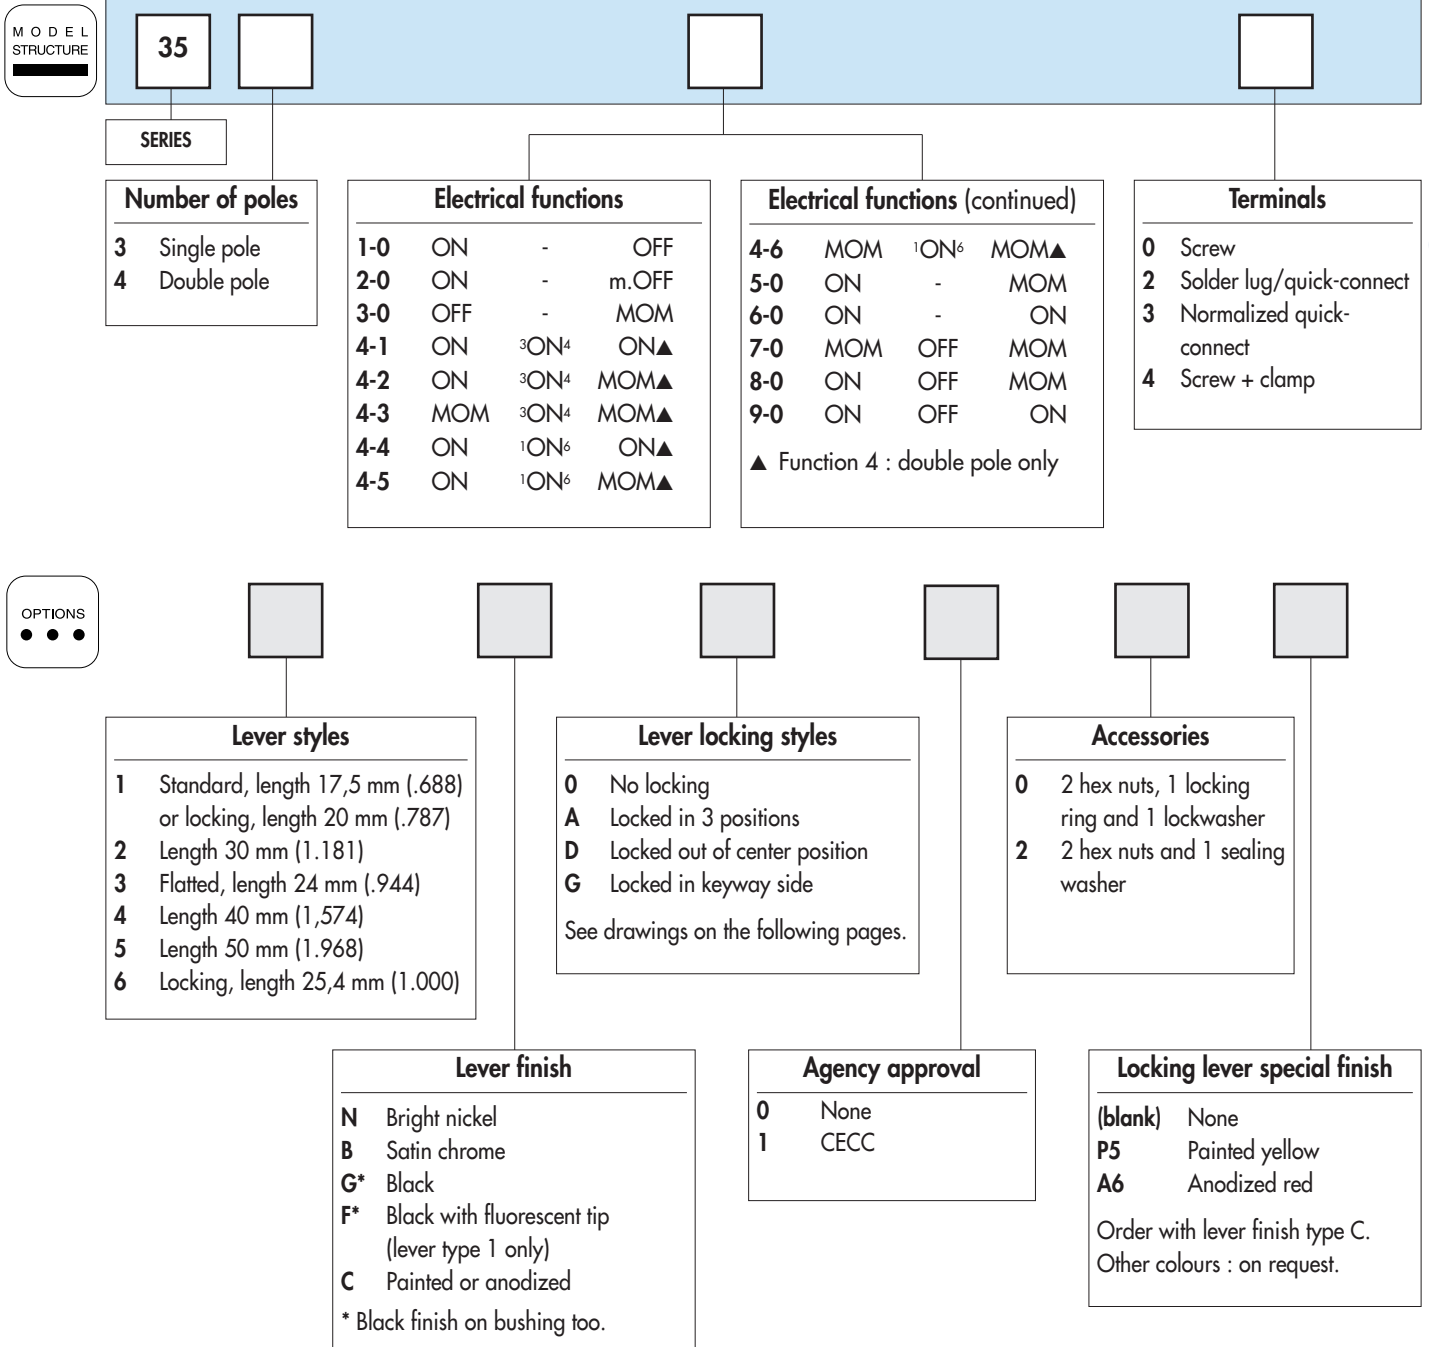 MODEL
STRUCTURE
35
SERIES
Number of poles
3 Single pole
4 Double pole
Electrical functions
1-0 ON - OFF
2-0 ON - m.OFF
3-0 OFF - MOM
4-1 ON ³ON⁴ ON▲
4-2 ON ³ON⁴ MOM▲
4-3 MOM ³ON⁴ MOM▲
4-4 ON ¹ON⁶ ON▲
4-5 ON ¹ON⁶ MOM▲
Electrical functions (continued)
4-6 MOM ¹ON⁶ MOM▲
5-0 ON - MOM
6-0 ON - ON
7-0 MOM OFF MOM
8-0 ON OFF MOM
9-0 ON OFF ON
▲ Function 4 : double pole only
Terminals
0 Screw
2 Solder lug/quick-connect
3 Normalized quick-
connect
4 Screw + clamp
OPTIONS
Lever styles
1 Standard, length 17,5 mm (.688)
or locking, length 20 mm (.787)
2 Length 30 mm (1.181)
3 Flatted, length 24 mm (.944)
4 Length 40 mm (1,574)
5 Length 50 mm (1.968)
6 Locking, length 25,4 mm (1.000)
Lever locking styles
0 No locking
A Locked in 3 positions
D Locked out of center position
G Locked in keyway side
See drawings on the following pages.
Accessories
0 2 hex nuts, 1 locking
ring and 1 lockwasher
2 2 hex nuts and 1 sealing
washer
Lever finish
N Bright nickel
B Satin chrome
G* Black
F* Black with fluorescent tip
(lever type 1 only)
C Painted or anodized
* Black finish on bushing too.
Agency approval
0 None
1 CECC
Locking lever special finish
(blank) None
P5 Painted yellow
A6 Anodized red
Order with lever finish type C.
Other colours : on request.